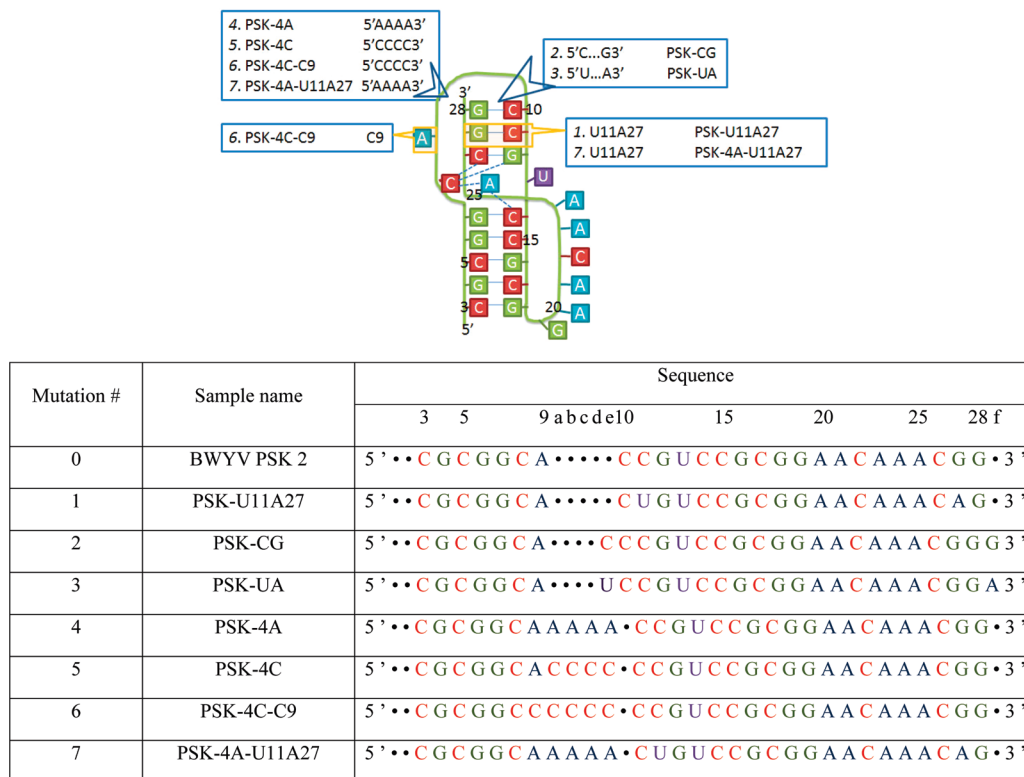 4. PSK-4A 5'AAAA3'
5. PSK-4C 5'CCCC3'
6. PSK-4C-C9 5'CCCC3'
7. PSK-4A-U11A27 5'AAAA3'
2. 5'C...G3' PSK-CG
3. 5'U...A3' PSK-UA
3'
28 G C 10
6. PSK-4C-C9 C9
A G C
1. U11A27 PSK-U11A27
7. U11A27 PSK-4A-U11A27
C G
C A U
25
A
G C A
G C 15
5 C G C
G C A
3 C G 20 A
5' G
Mutation # Sample name Sequence
3 5 9 a b c d e 10 15 20 25 28 f
0 BWYV PSK 2 5'••CGCGGCA•••••CCGUCCGCGGAACAAACGG•3'
1 PSK-U11A27 5'••CGCGGCA•••••CUGUCCGCGGAACAAACAG•3'
2 PSK-CG 5'••CGCGGCA••••CCCGUCCGCGGAACAAACGGG3'
3 PSK-UA 5'••CGCGGCA••••UCCGUCCGCGGAACAAACGGA3'
4 PSK-4A 5'••CGCGGCAAAAA•CCGUCCGCGGAACAAACGG•3'
5 PSK-4C 5'••CGCGGCACCCC•CCGUCCGCGGAACAAACGG•3'
6 PSK-4C-C9 5'••CGCGGCCCCCC•CCGUCCGCGGAACAAACGG•3'
7 PSK-4A-U11A27 5'••CGCGGCAAAAA•CUGUCCGCGGAACAAACAG•3'